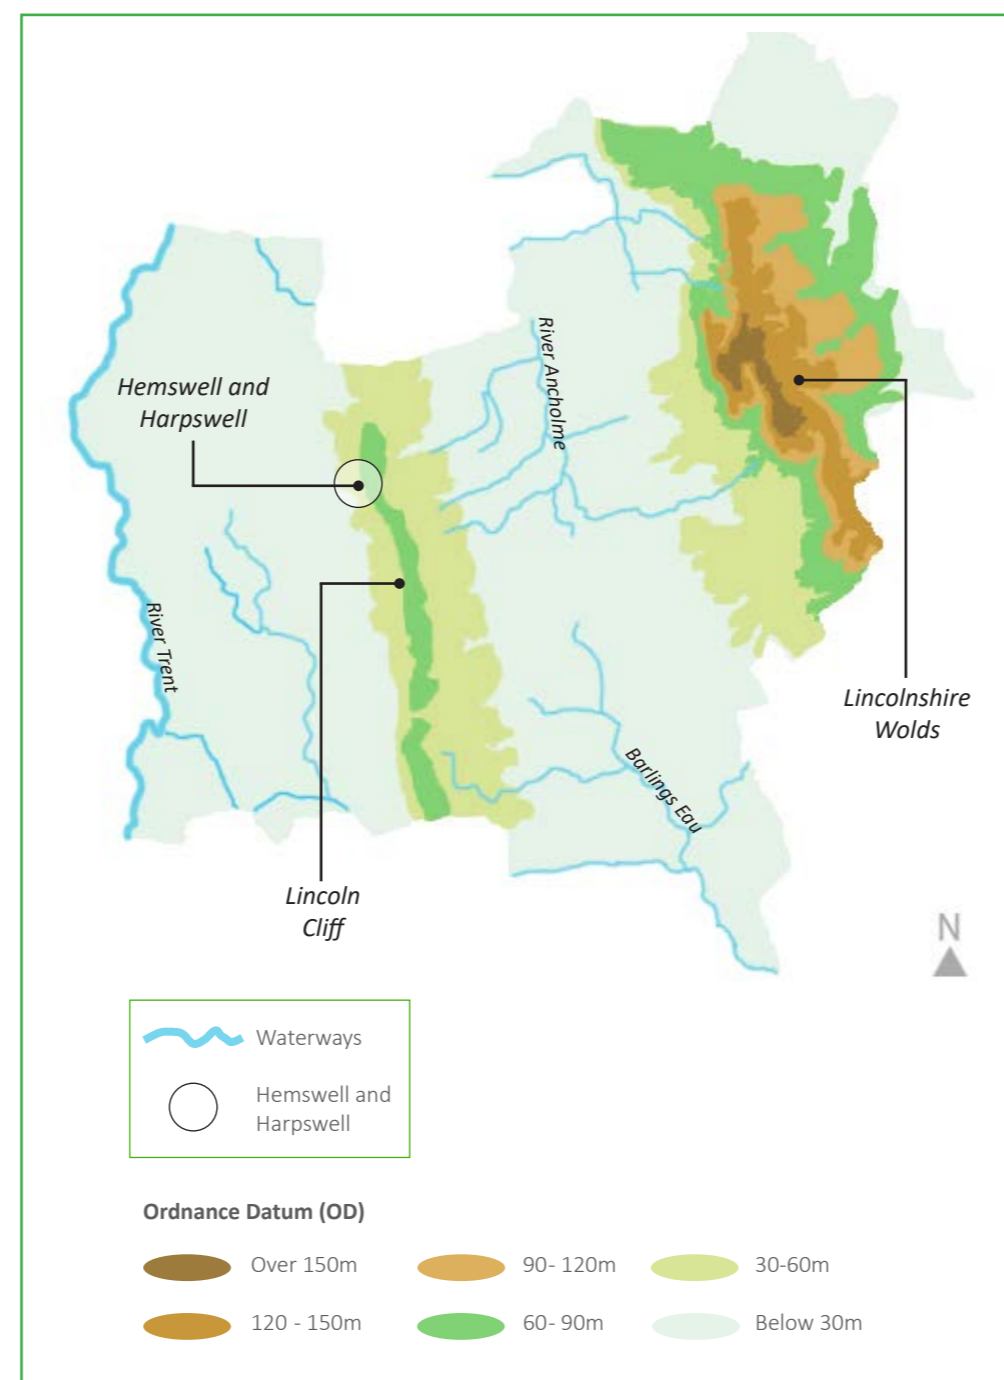 Hemswell and
Harpswell
River Ancholme
River Trent
Lincolnshire
Wolds
Barlings Eau
Lincoln
Cliff
N
Waterways
Hemswell and
Harpswell
Ordnance Datum (OD)
Over 150m
90- 120m
30-60m
120 - 150m
60- 90m
Below 30m